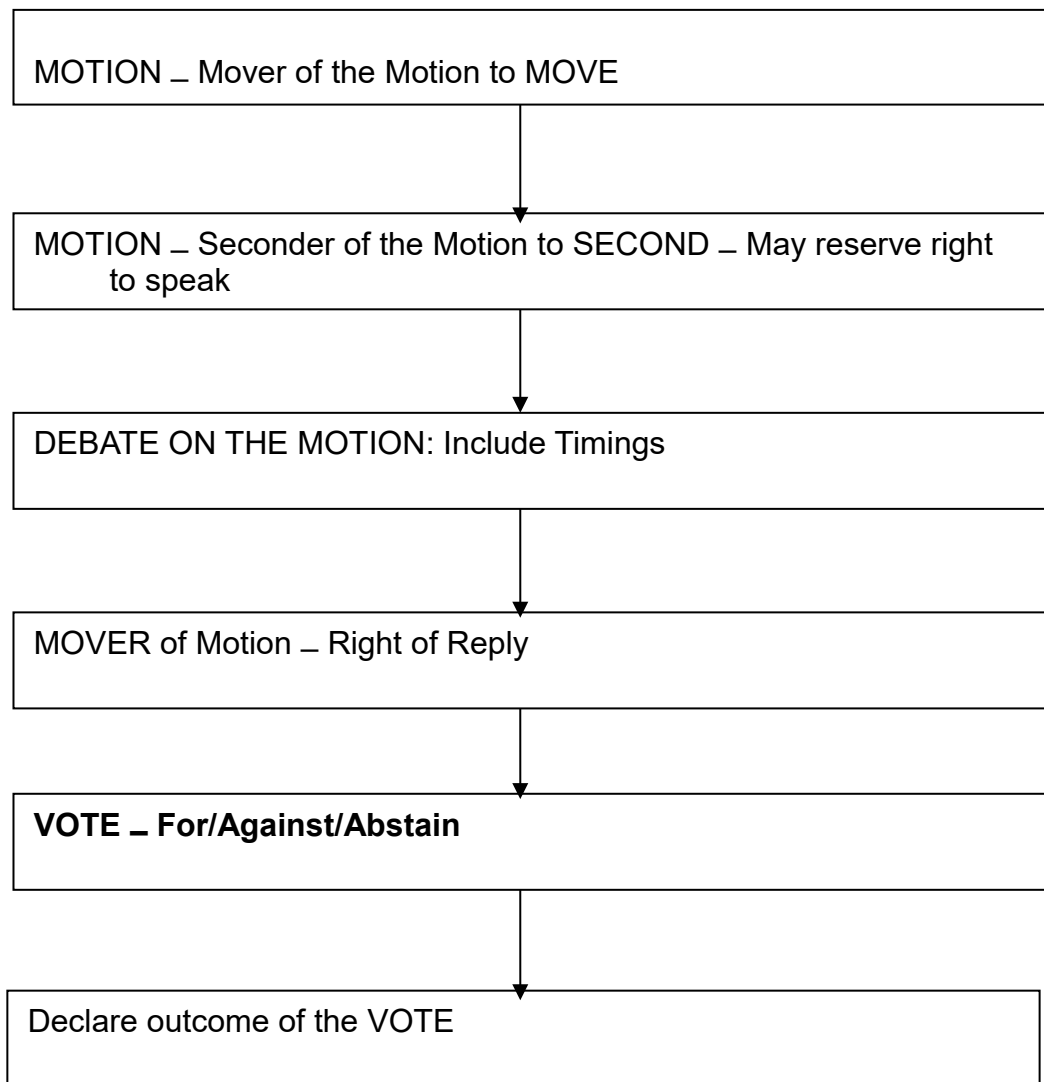 MOTION – Mover of the Motion to MOVE
MOTION – Seconder of the Motion to SECOND – May reserve right
to speak
DEBATE ON THE MOTION: Include Timings
MOVER of Motion – Right of Reply
VOTE – For/Against/Abstain
Declare outcome of the VOTE